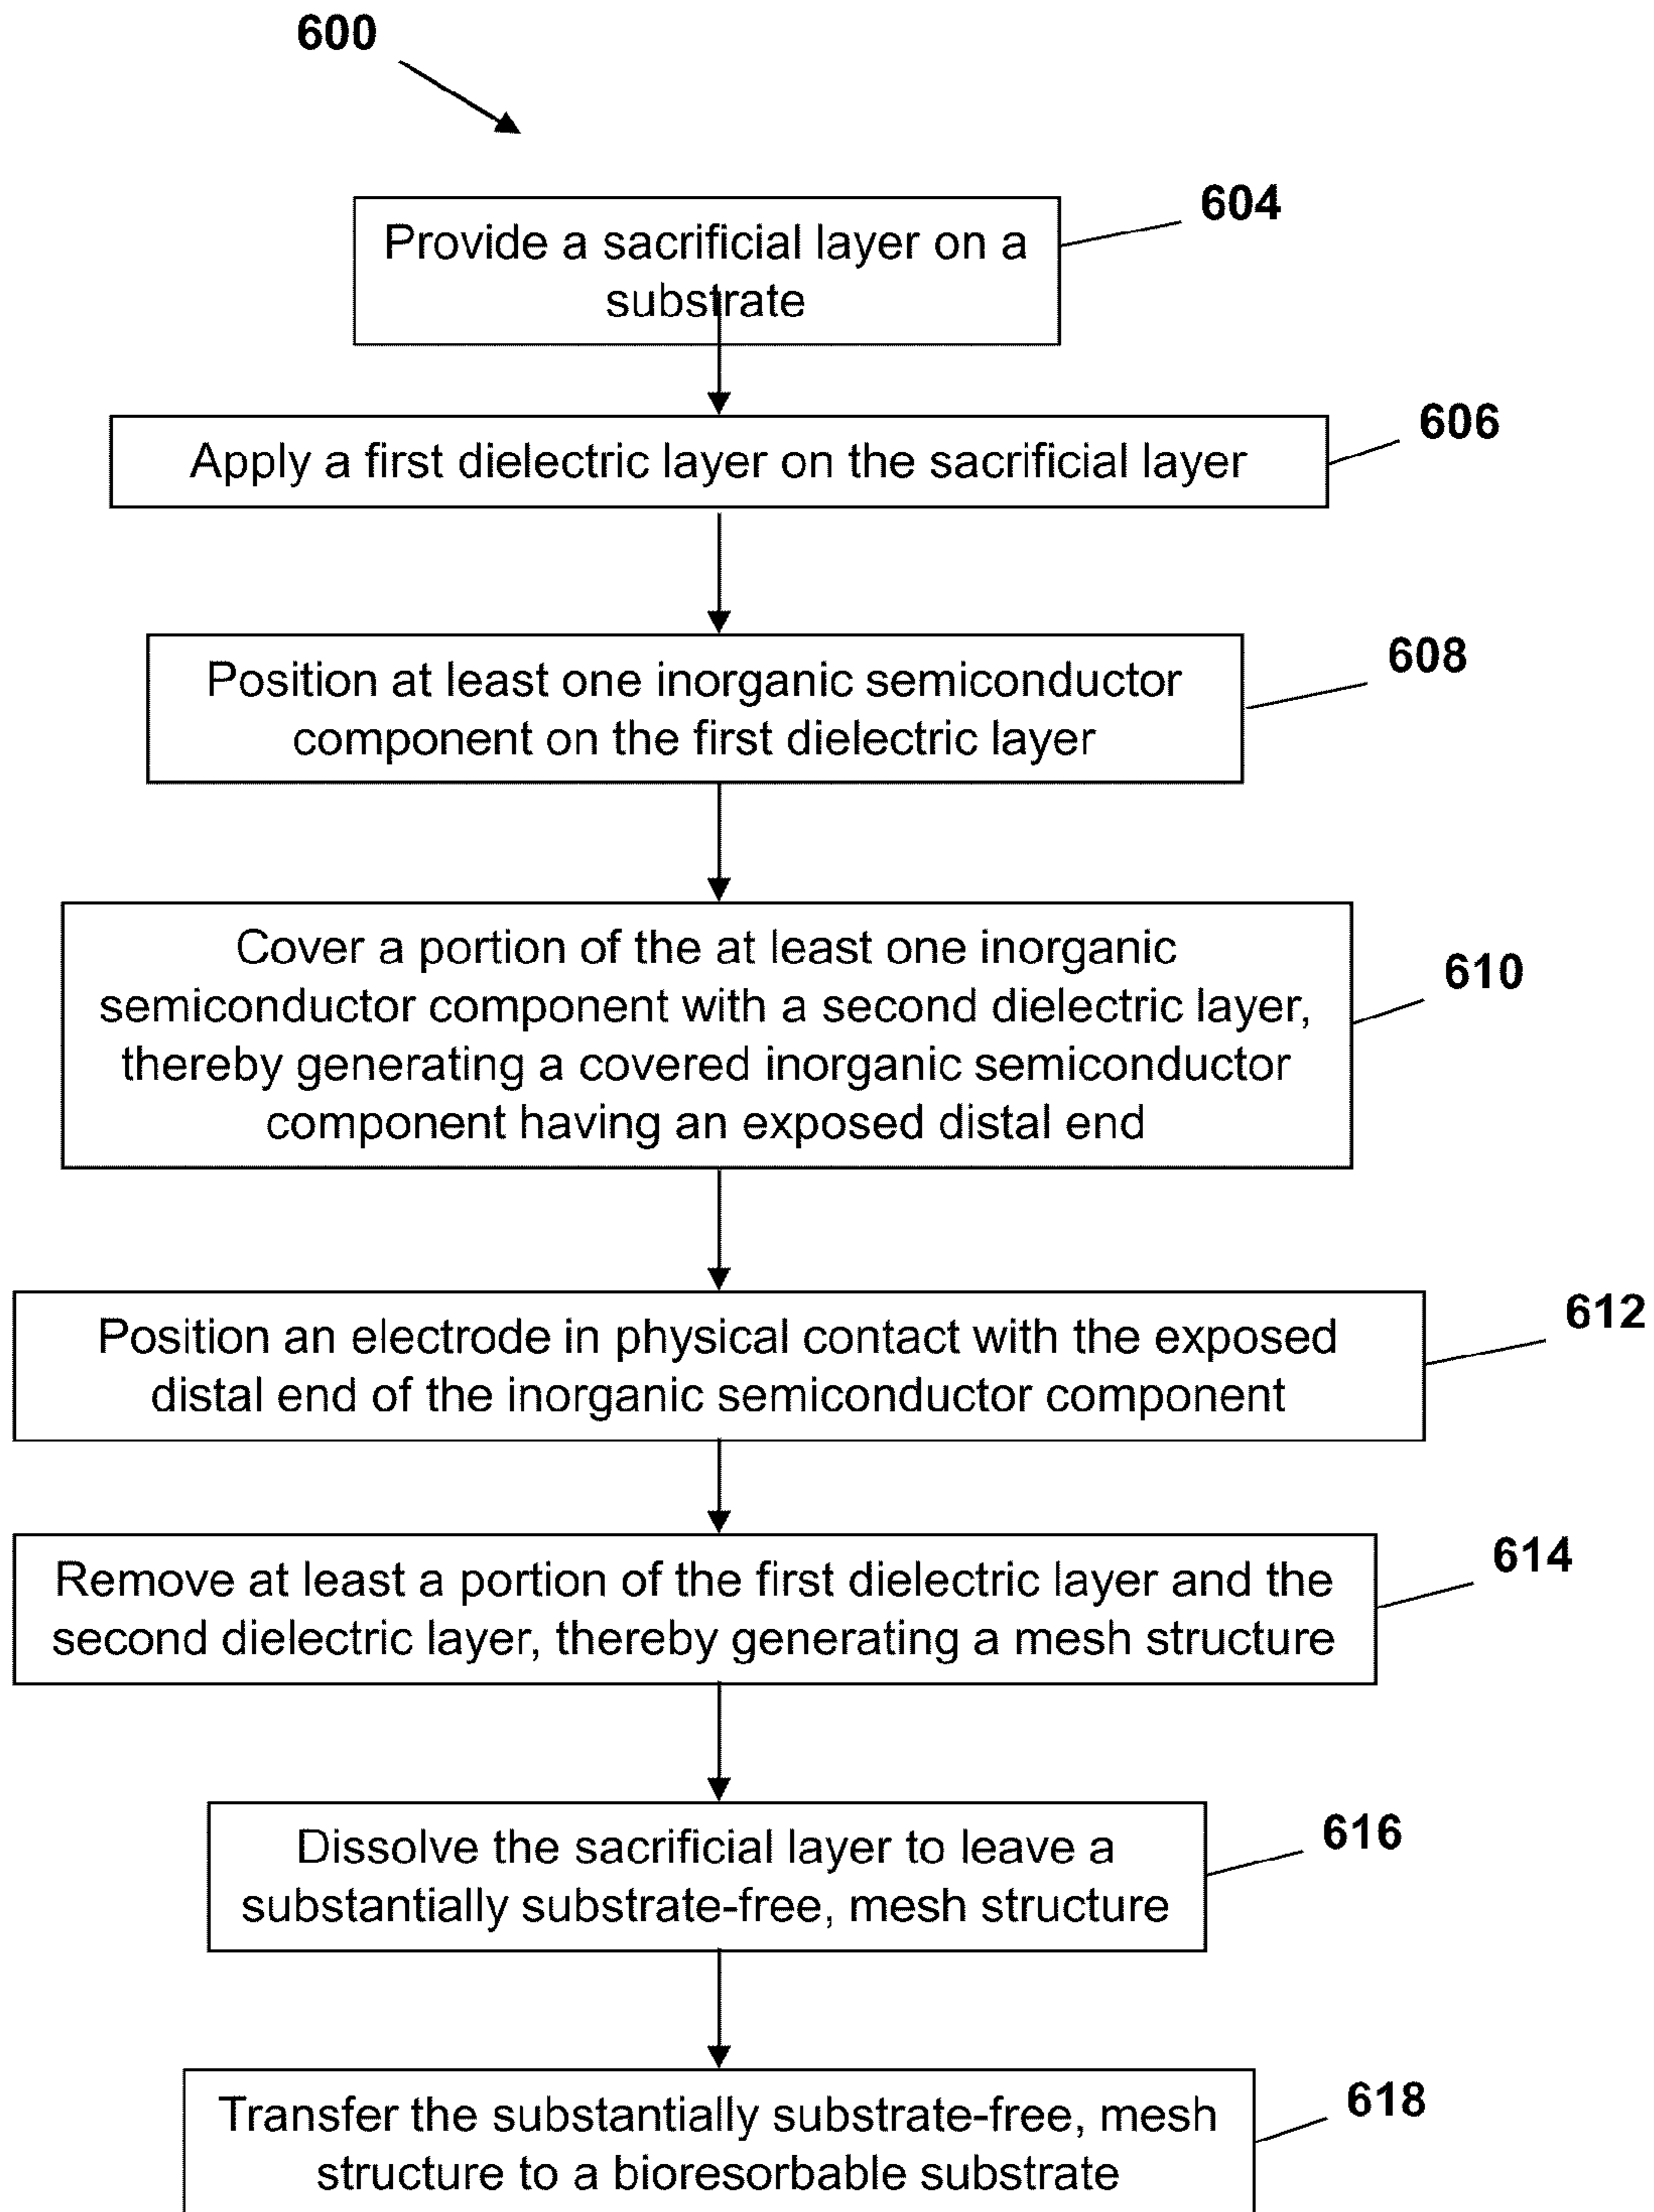 600
604
Provide a sacrificial layer on a
substrate
606
Apply a first dielectric layer on the sacrificial layer
608
Position at least one inorganic semiconductor
component on the first dielectric layer
610
Cover a portion of the at least one inorganic
semiconductor component with a second dielectric layer,
thereby generating a covered inorganic semiconductor
component having an exposed distal end
612
Position an electrode in physical contact with the exposed
distal end of the inorganic semiconductor component
614
Remove at least a portion of the first dielectric layer and the
second dielectric layer, thereby generating a mesh structure
616
Dissolve the sacrificial layer to leave a
substantially substrate-free, mesh structure
618
Transfer the substantially substrate-free, mesh
structure to a bioresorbable substrate